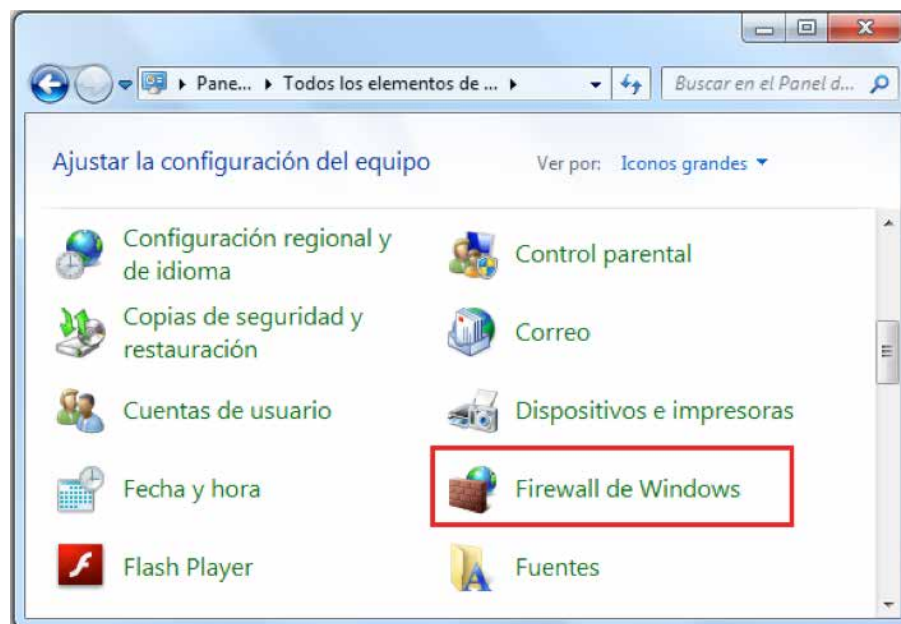 Pane... Todos los elementos de ...
Buscar en el Panel d...
Ajustar la configuración del equipo
Ver por: Iconos grandes
Configuración regional y
de idioma
Control parental
Copias de seguridad y
restauración
Correo
Cuentas de usuario
Dispositivos e impresoras
Fecha y hora
Firewall de Windows
Flash Player
Fuentes